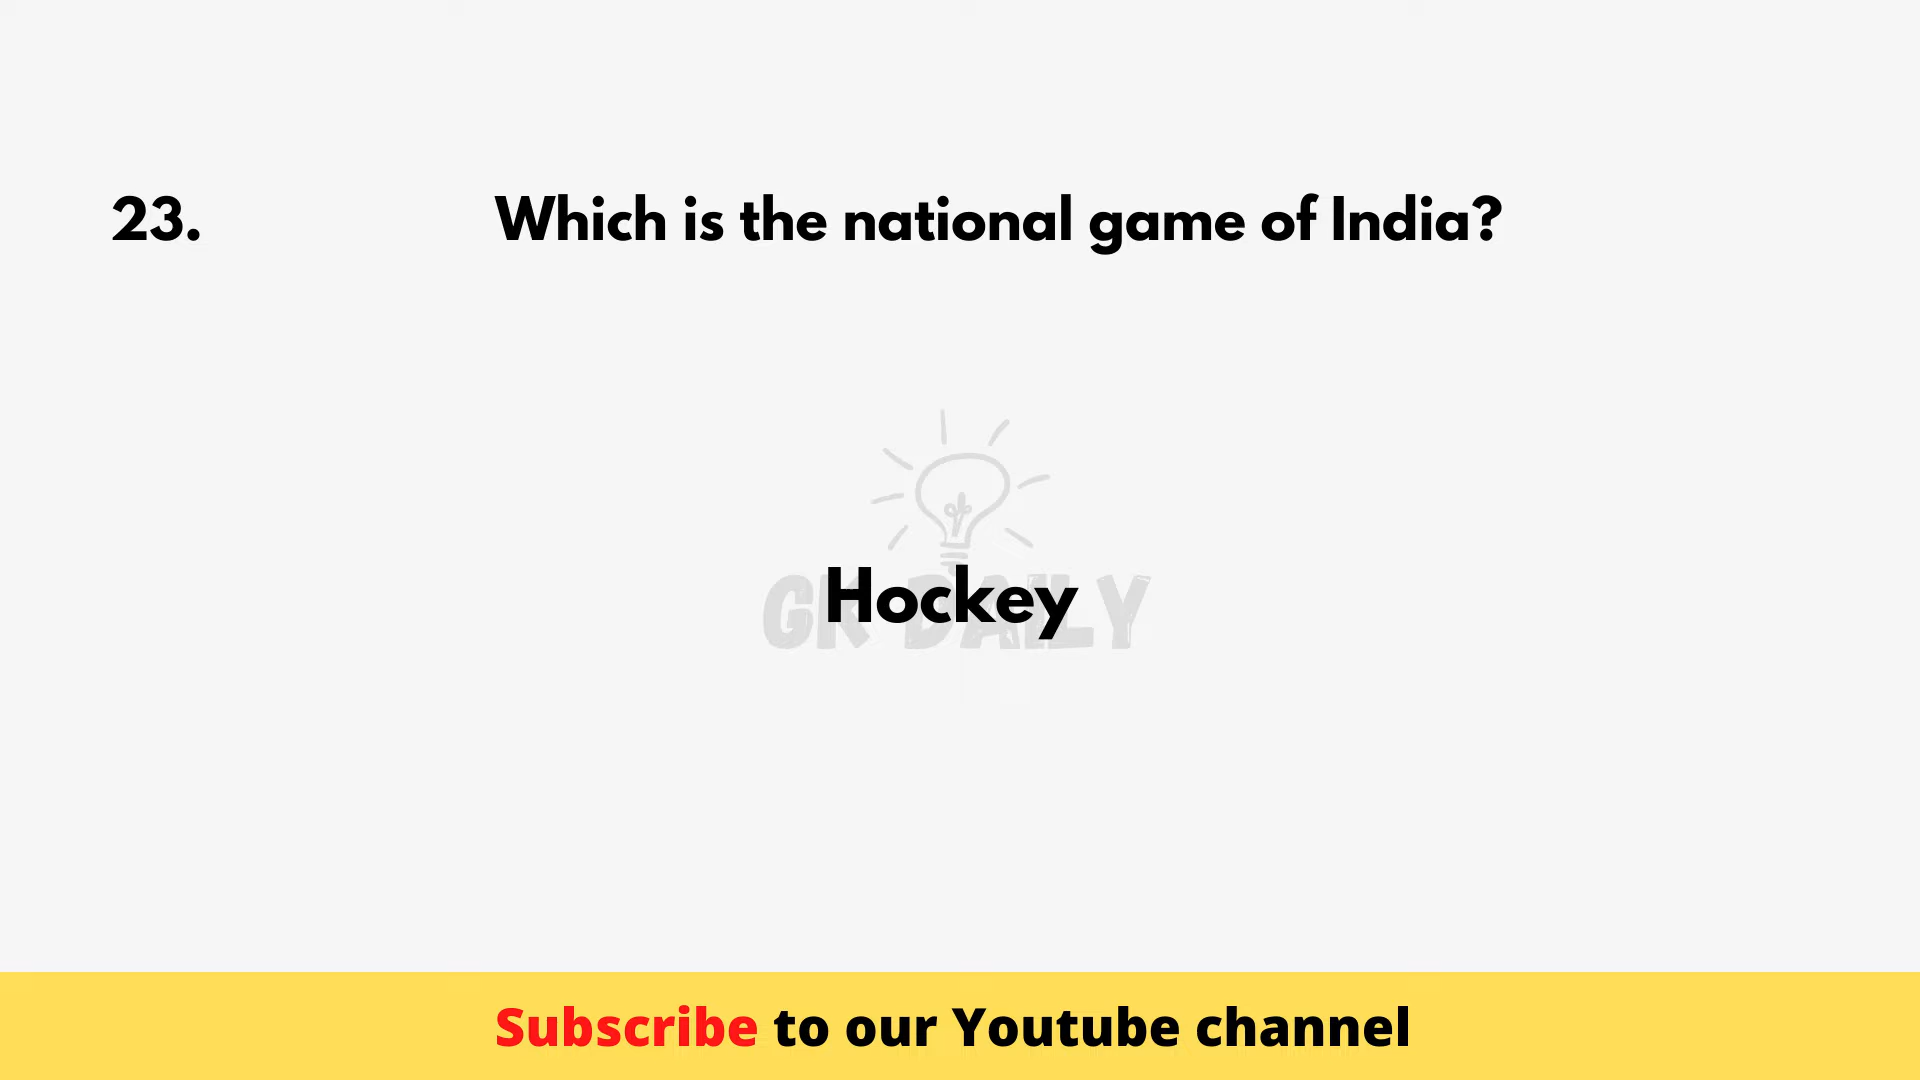 23. Which is the national game of India?
GK DAILY
Hockey
Subscribe to our Youtube channel